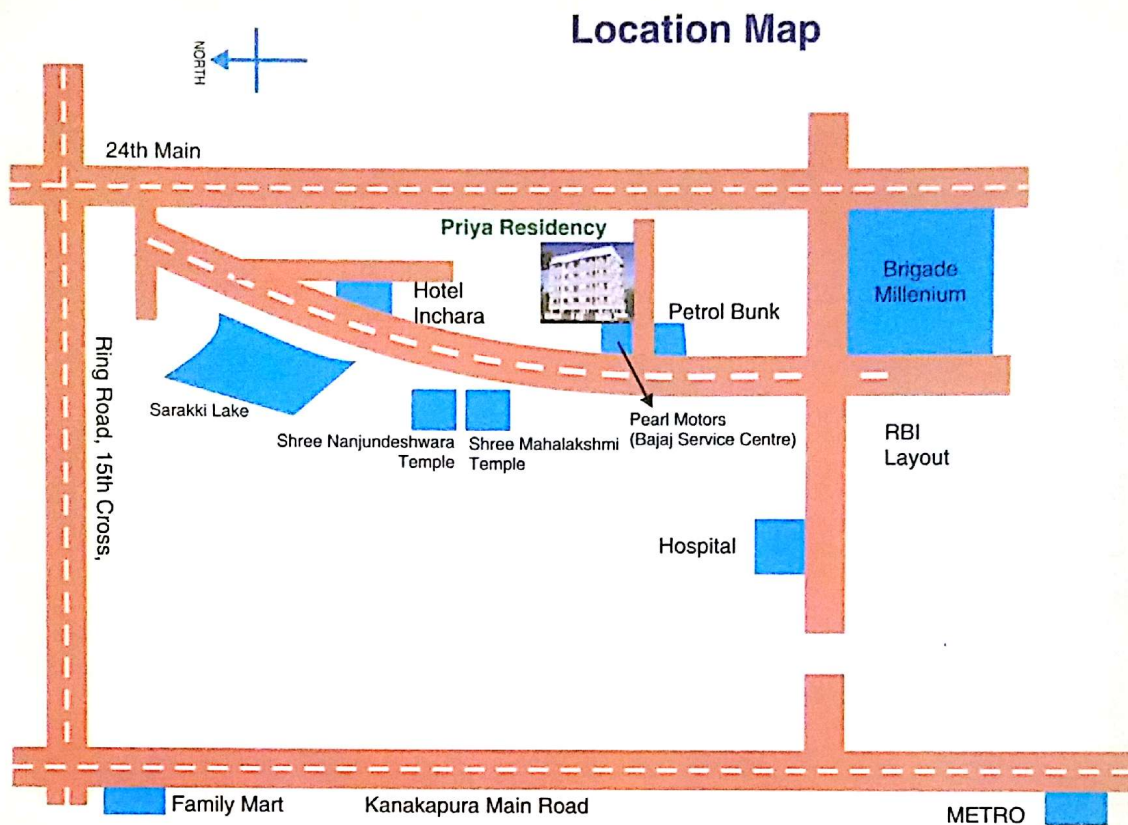 Location Map
NORTH
24th Main
Priya Residency
Hotel
Inchara
Petrol Bunk
Brigade
Millenium
Ring Road, 15th Cross,
Sarakki Lake
Shree Nanjundeshwara
Temple
Shree Mahalakshmi
Temple
Pearl Motors
(Bajaj Service Centre)
RBI
Layout
Hospital
Family Mart
Kanakapura Main Road
METRO